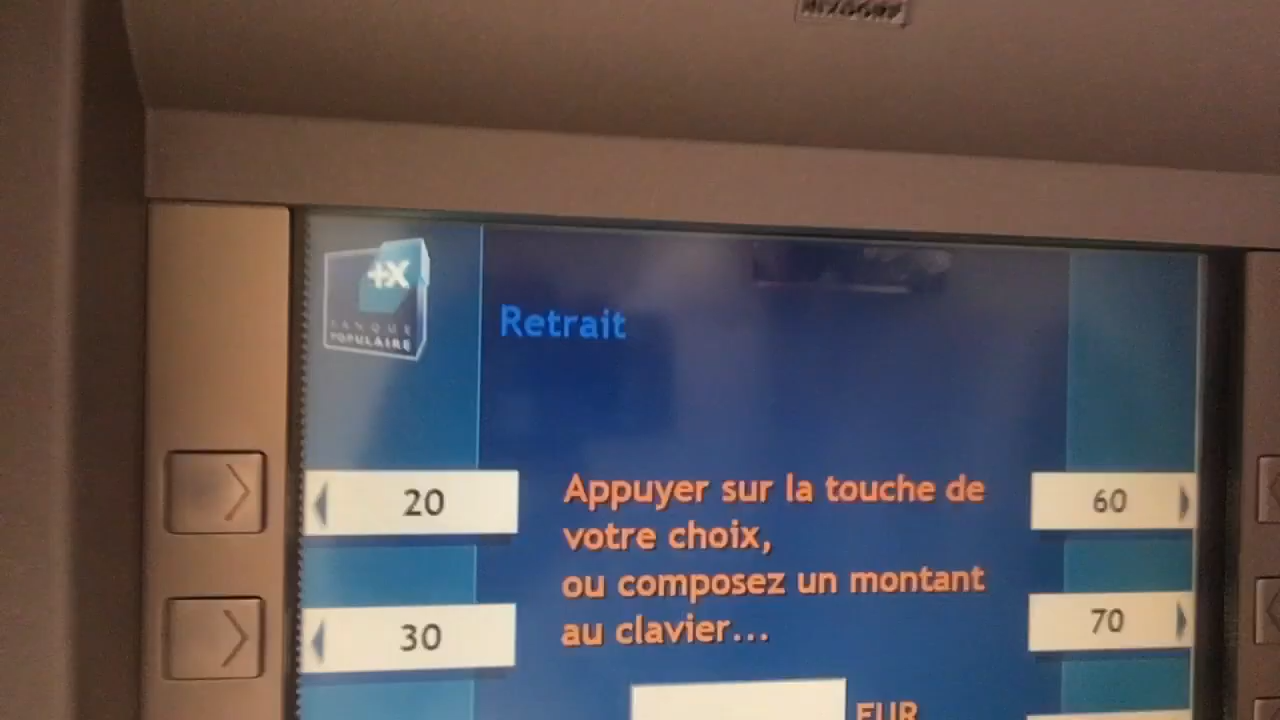 +X
BANQUE
POPULAIRE
Retrait
Appuyer sur la touche de
votre choix,
ou composez un montant
au clavier...
20
60
30
70
EUR